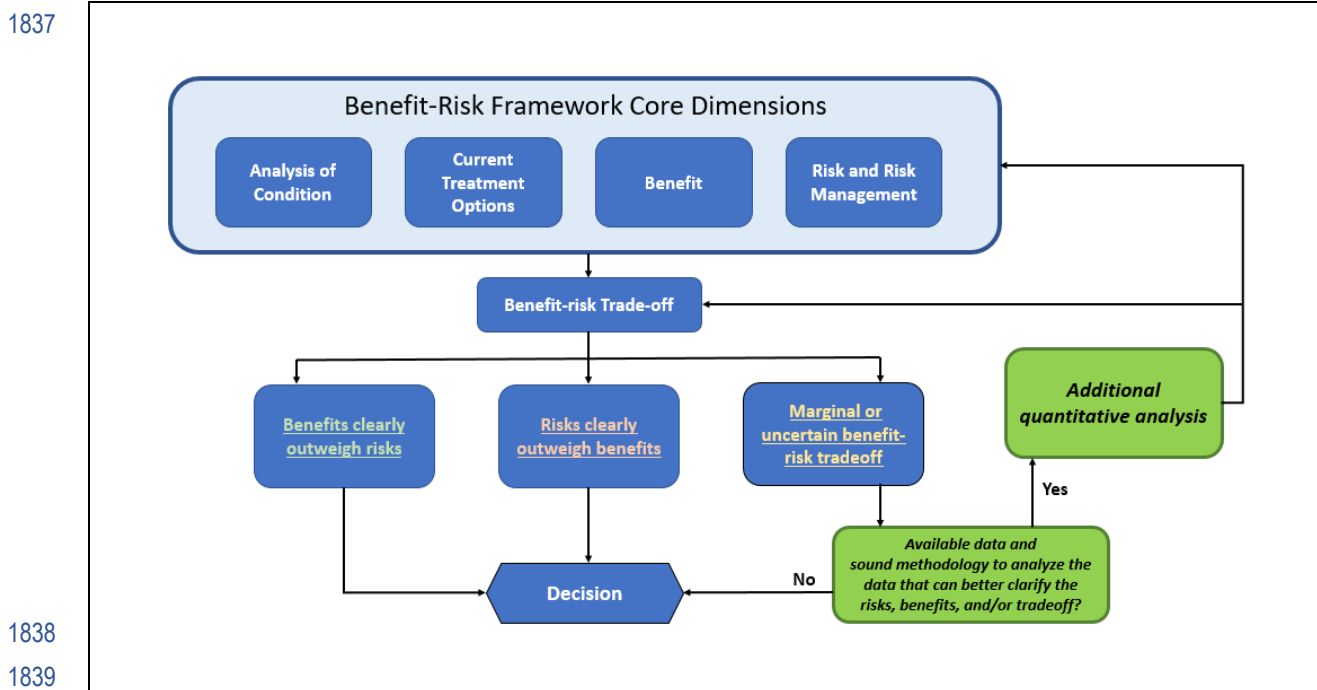 1837
Benefit-Risk Framework Core Dimensions
Analysis of
Condition
Current
Treatment
Options
Benefit
Risk and Risk
Management
Benefit-risk Trade-off
Benefits clearly
outweigh risks
Risks clearly
outweigh benefits
Marginal or
uncertain benefit-
risk tradeoff
Additional
quantitative analysis
Yes
Available data and
sound methodology to analyze the
data that can better clarify the
risks, benefits, and/or tradeoff?
No
Decision
1838
1839